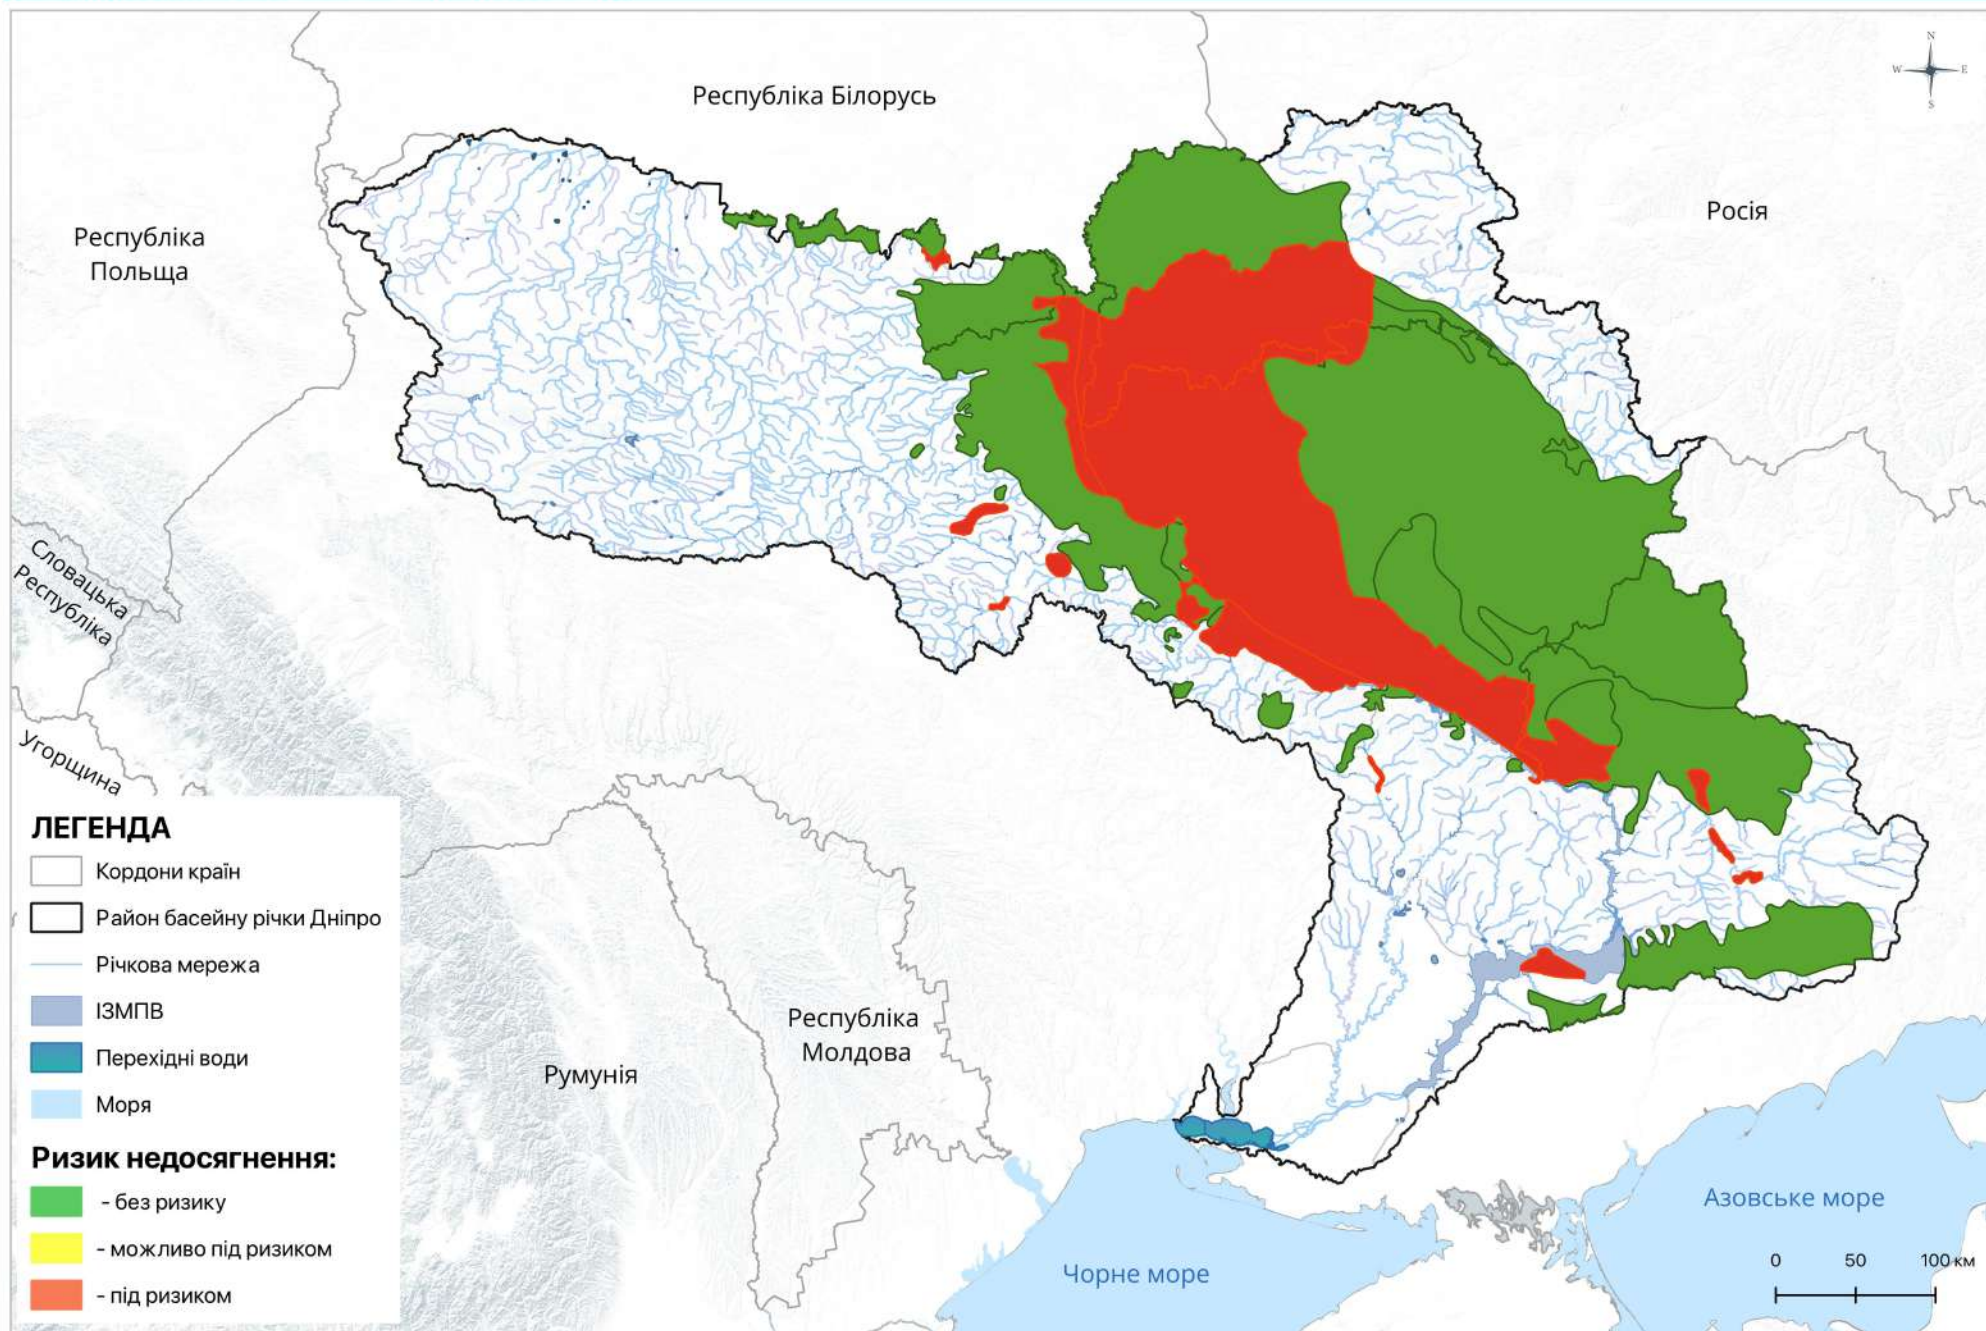 N
W
E
S
Республіка Білорусь
Росія
Республіка
Польща
Словацька
Республіка
Угорщина
Румунія
Республіка
Молдова
Чорне море
Азовське море
0 50 100 км
ЛЕГЕНДА
Кордони країн
Район басейну річки Дніпро
Річкова мережа
ІЗМПВ
Перехідні води
Моря
Ризик недосягнення:
- без ризику
- можливо під ризиком
- під ризиком